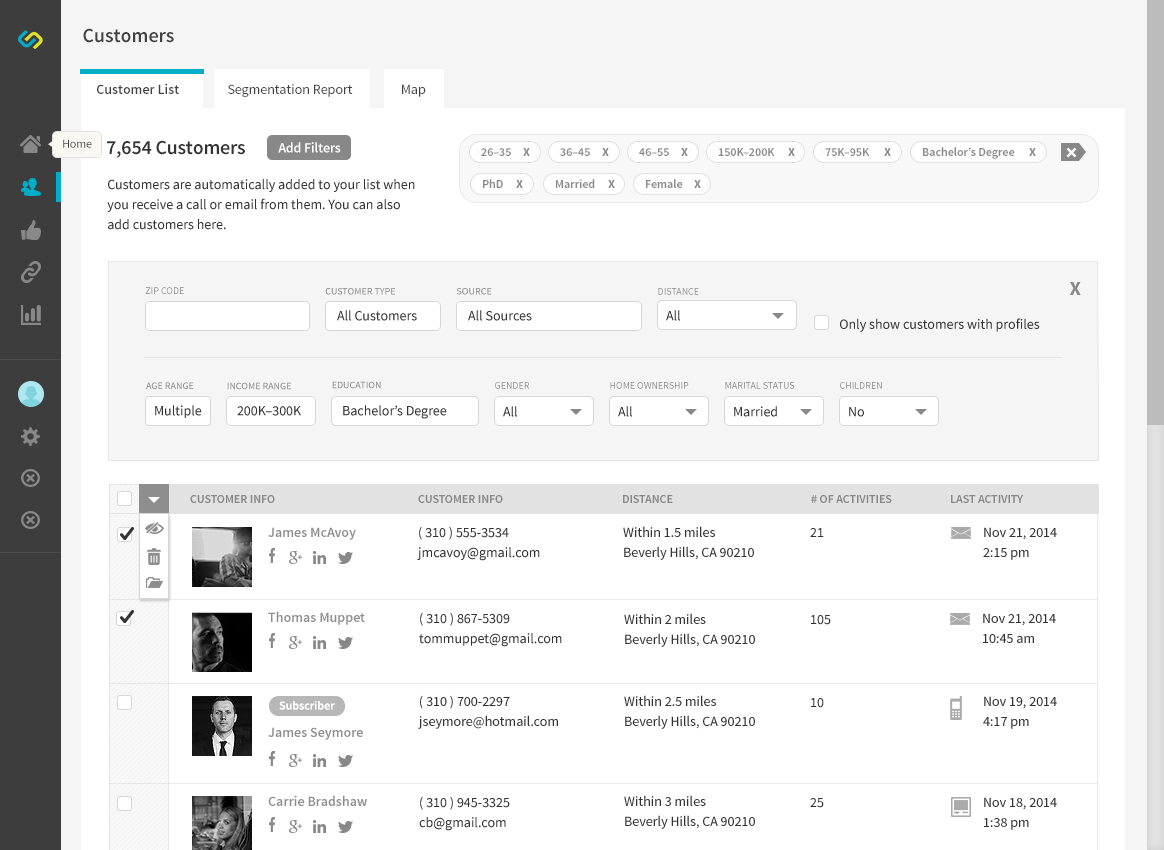 Customers
Customer List
Segmentation Report
Map
Home
7,654 Customers
Add Filters
26–35 X
36–45 X
46–55 X
150K–200K X
75K–95K X
Bachelor's Degree X
PhD X
Married X
Female X
Customers are automatically added to your list when
you receive a call or email from them. You can also
add customers here.
X
ZIP CODE
CUSTOMER TYPE
SOURCE
DISTANCE
All Customers
All Sources
All
Only show customers with profiles
AGE RANGE
INCOME RANGE
EDUCATION
GENDER
HOME OWNERSHIP
MARITAL STATUS
CHILDREN
Multiple
200K–300K
Bachelor's Degree
All
All
Married
No
CUSTOMER INFO
CUSTOMER INFO
DISTANCE
# OF ACTIVITIES
LAST ACTIVITY
James McAvoy
( 310 ) 555-3534
jmcavoy@gmail.com
Within 1.5 miles
Beverly Hills, CA 90210
21
Nov 21, 2014
2:15 pm
Thomas Muppet
( 310 ) 867-5309
tommuppet@gmail.com
Within 2 miles
Beverly Hills, CA 90210
105
Nov 21, 2014
10:45 am
Subscriber
James Seymore
( 310 ) 700-2297
jseymore@hotmail.com
Within 2.5 miles
Beverly Hills, CA 90210
10
Nov 19, 2014
4:17 pm
Carrie Bradshaw
( 310 ) 945-3325
cb@gmail.com
Within 3 miles
Beverly Hills, CA 90210
25
Nov 18, 2014
1:38 pm